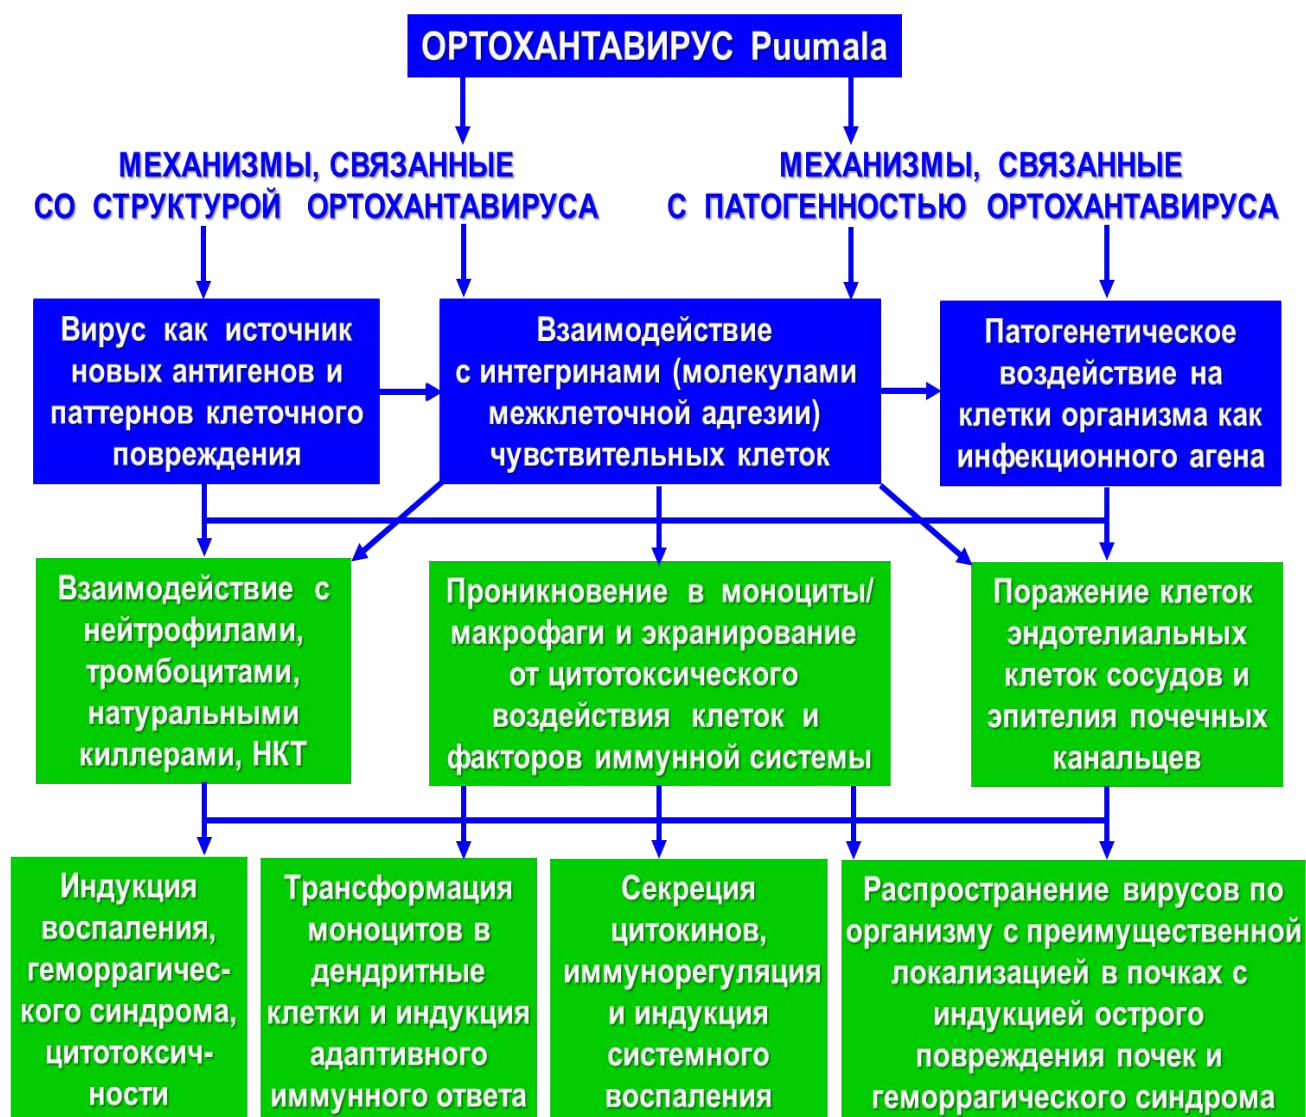 ОРТОХАНТАВИРУС Puumala
МЕХАНИЗМЫ, СВЯЗАННЫЕ
СО СТРУКТУРОЙ ОРТОХАНТАВИРУСА
МЕХАНИЗМЫ, СВЯЗАННЫЕ
С ПАТОГЕННОСТЬЮ ОРТОХАНТАВИРУСА
Вирус как источник
новых антигенов и
паттернов клеточного
повреждения
Взаимодействие
с интегринами (молекулами
межклеточной адгезии)
чувствительных клеток
Патогенетическое
воздействие на
клетки организма как
инфекционного агена
Взаимодействие с
нейтрофилами,
тромбоцитами,
натуральными
киллерами, НКТ
Проникновение в моноциты/
макрофаги и экранирование
от цитотоксического
воздействия клеток и
факторов иммунной системы
Поражение клеток
эндотелиальных
клеток сосудов и
эпителия почечных
канальцев
Индукция
воспаления,
геморрагичес-
кого синдрома,
цитотоксич-
ности
Трансформация
моноцитов в
дендритные
клетки и индукция
адаптивного
иммунного ответа
Секреция
цитокинов,
иммунорегуляция
и индукция
системного
воспаления
Распространение вирусов по
организму с преимущественной
локализацией в почках с
индукцией острого
повреждения почек и
геморрагического синдрома